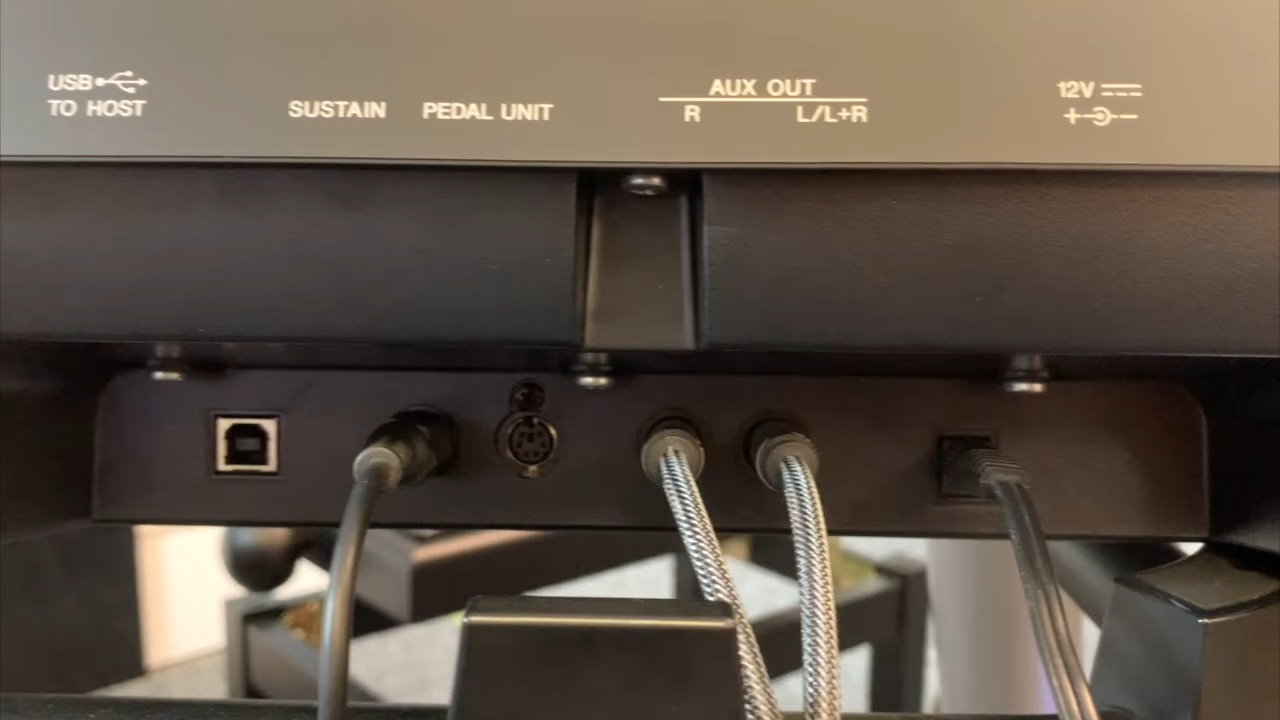 USB
TO HOST
SUSTAIN
PEDAL UNIT
AUX OUT
R L/L+R
12V